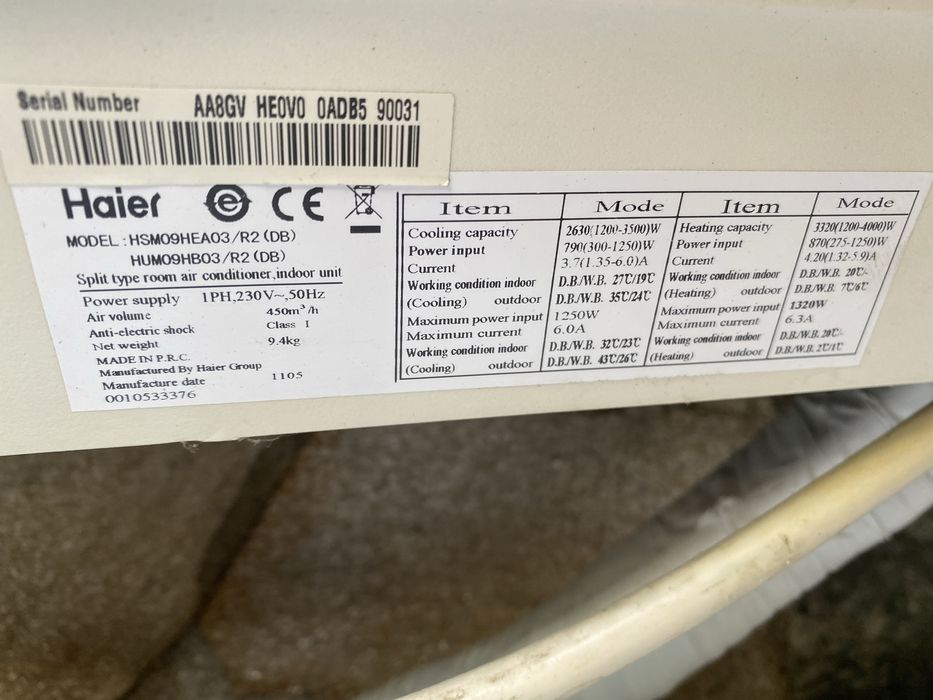 Serial Number AA8GV HE0V0 0ADB5 90031
Haier CE
MODEL: HSM09HEA03/R2 (DB)
HUM09HB03/R2 (DB)
Split type room air conditioner, indoor unit
Power supply 1PH,230V~,50Hz
Air volume 450m³/h
Anti-electric shock Class I
Net weight 9.4kg
MADE IN P.R.C.
Manufactured By Haier Group
Manufacture date 1105
0010533376
Item Mode Item Mode
Cooling capacity 2630(1200-3500)W Heating capacity 3320(1200-4000)W
Power input 790(300-1250)W Power input 870(275-1250)W
Current 3.7(1.35-6.0)A Current 4.20(1.32-5.9)A
Working condition indoor D.B./W.B. 27℃/19℃ Working condition indoor D.B./W.B. 20℃/-
(Cooling) outdoor D.B./W.B. 35℃/24℃ (Heating) outdoor D.B./W.B. 7℃/6℃
Maximum power input 1250W Maximum power input 1320W
Maximum current 6.0A Maximum current 6.3A
Working condition indoor D.B./W.B. 32℃/23℃ Working condition indoor D.B./W.B. 20℃/-
(Cooling) outdoor D.B./W.B. 43℃/26℃ (Heating) outdoor D.B./W.B. 2℃/1℃